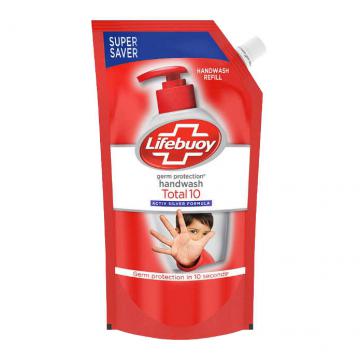 SUPER
SAVER
HANDWASH
REFILL
Lifebuoy
germ protection*
handwash
Total 10
ACTIV SILVER FORMULA
Germ protection in 10 seconds*